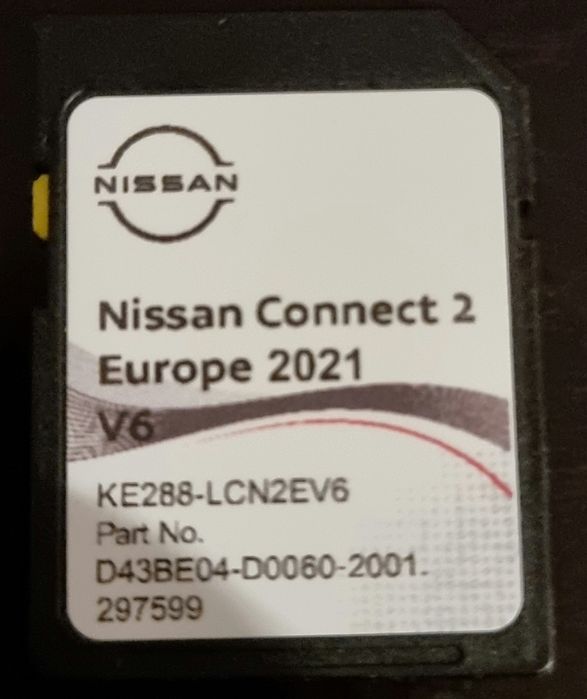 NISSAN
Nissan Connect 2
Europe 2021
V6
KE288-LCN2EV6
Part No.
D43BE04-D0060-2001.
297599